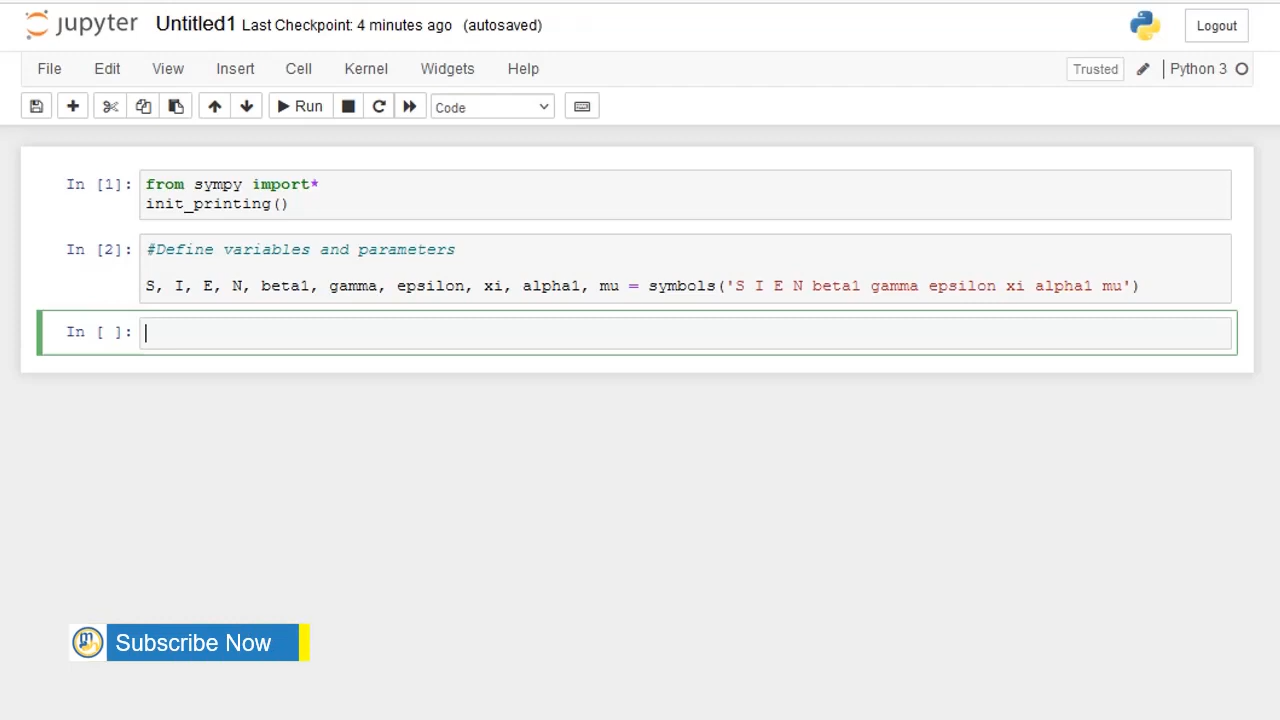 jupyter Untitled1 Last Checkpoint: 4 minutes ago (autosaved) Logout
File Edit View Insert Cell Kernel Widgets Help Trusted Python 3
Run Code
In [1]: from sympy import*
init_printing()
In [2]: #Define variables and parameters
S, I, E, N, beta1, gamma, epsilon, xi, alpha1, mu = symbols('S I E N beta1 gamma epsilon xi alpha1 mu')
In [ ]:
Subscribe Now